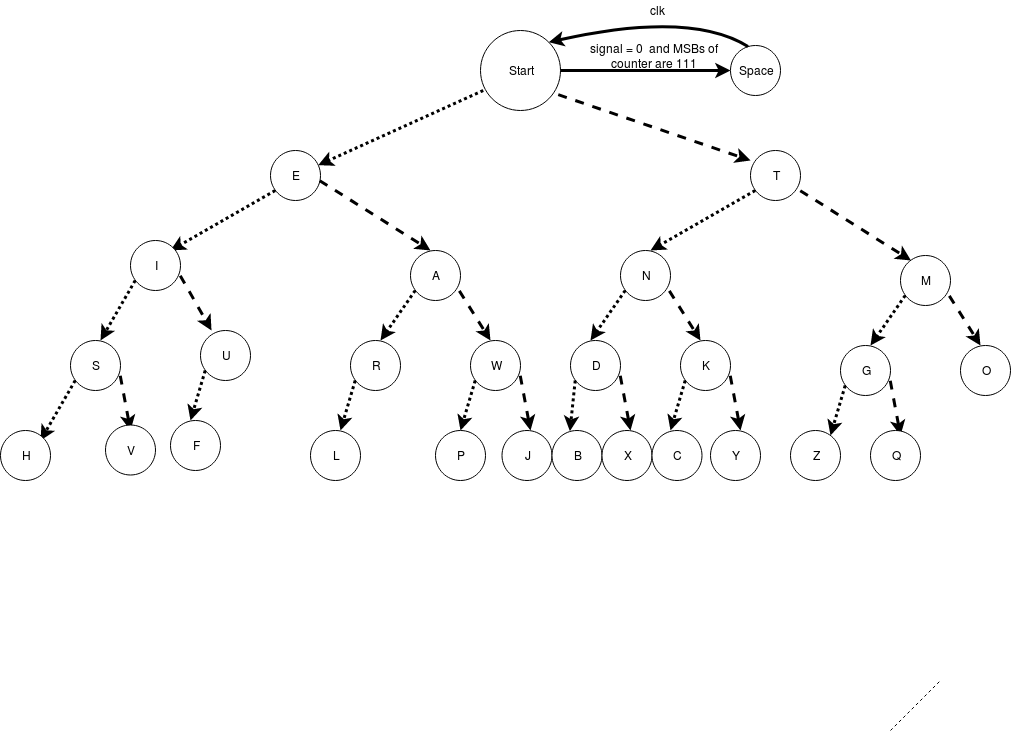 clk
signal = 0 and MSBs of
counter are 111
Start
Space
E
T
I
A
N
M
S
U
R
W
D
K
G
O
H
V
F
L
P
J
B
X
C
Y
Z
Q